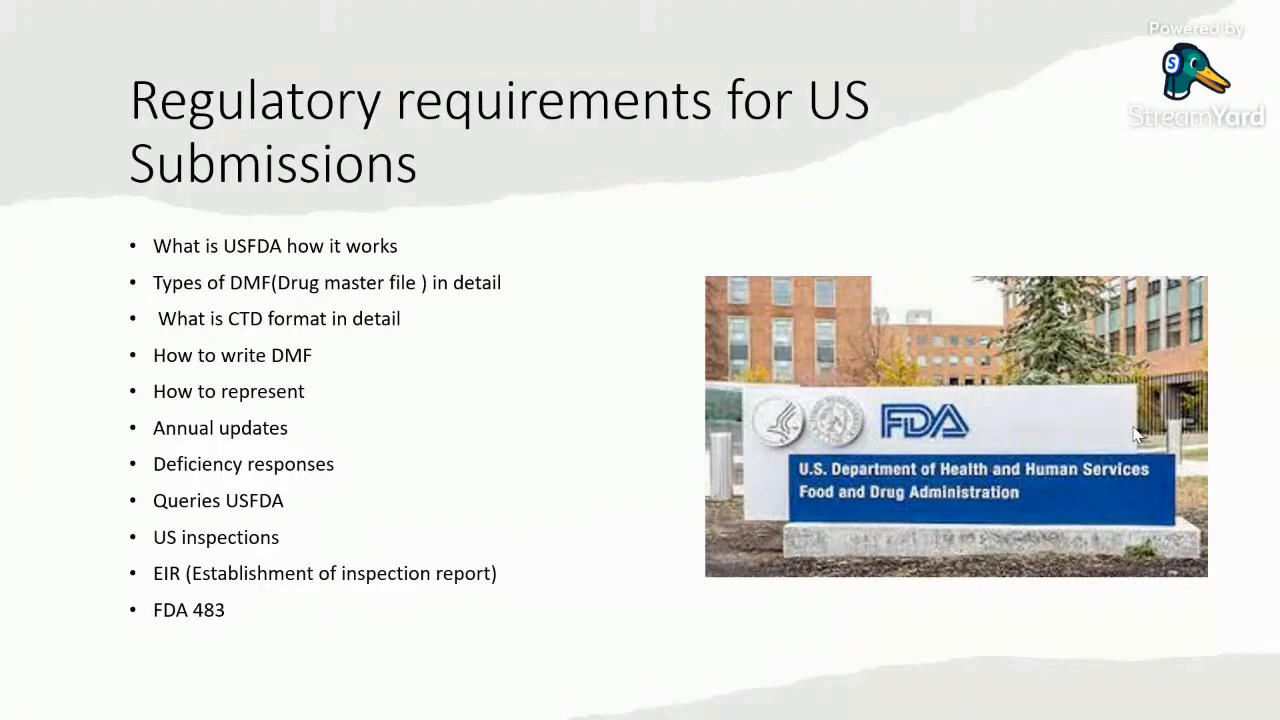 Powered by
StreamYard
Regulatory requirements for US
Submissions
• What is USFDA how it works
• Types of DMF(Drug master file ) in detail
• What is CTD format in detail
• How to write DMF
• How to represent
• Annual updates
• Deficiency responses
• Queries USFDA
• US inspections
• EIR (Establishment of inspection report)
• FDA 483
FDA
U.S. Department of Health and Human Services
Food and Drug Administration